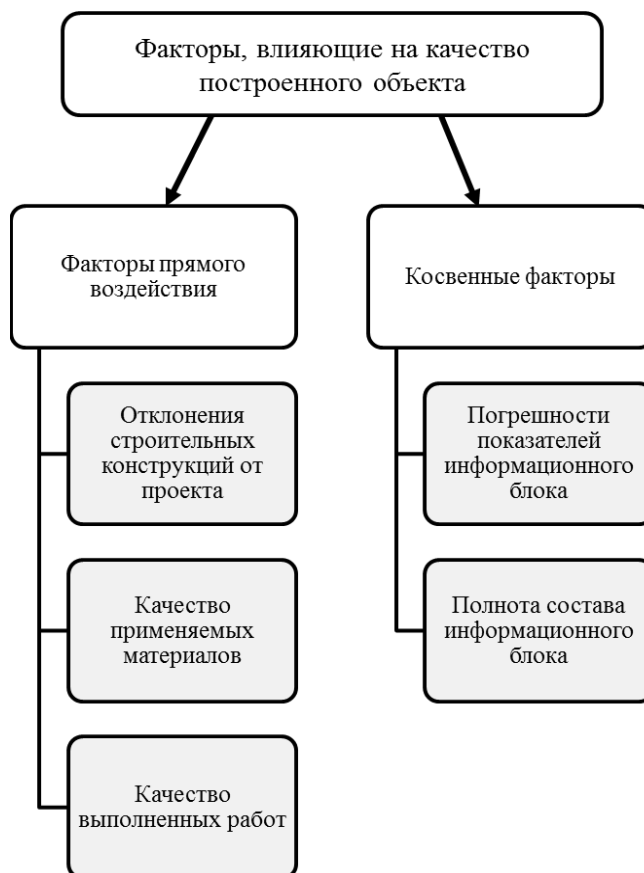 Факторы, влияющие на качество
построенного объекта
Факторы прямого
воздействия
Косвенные факторы
Отклонения
строительных
конструкций от
проекта
Погрешности
показателей
информационного
блока
Качество
применяемых
материалов
Полнота состава
информационного
блока
Качество
выполненных работ